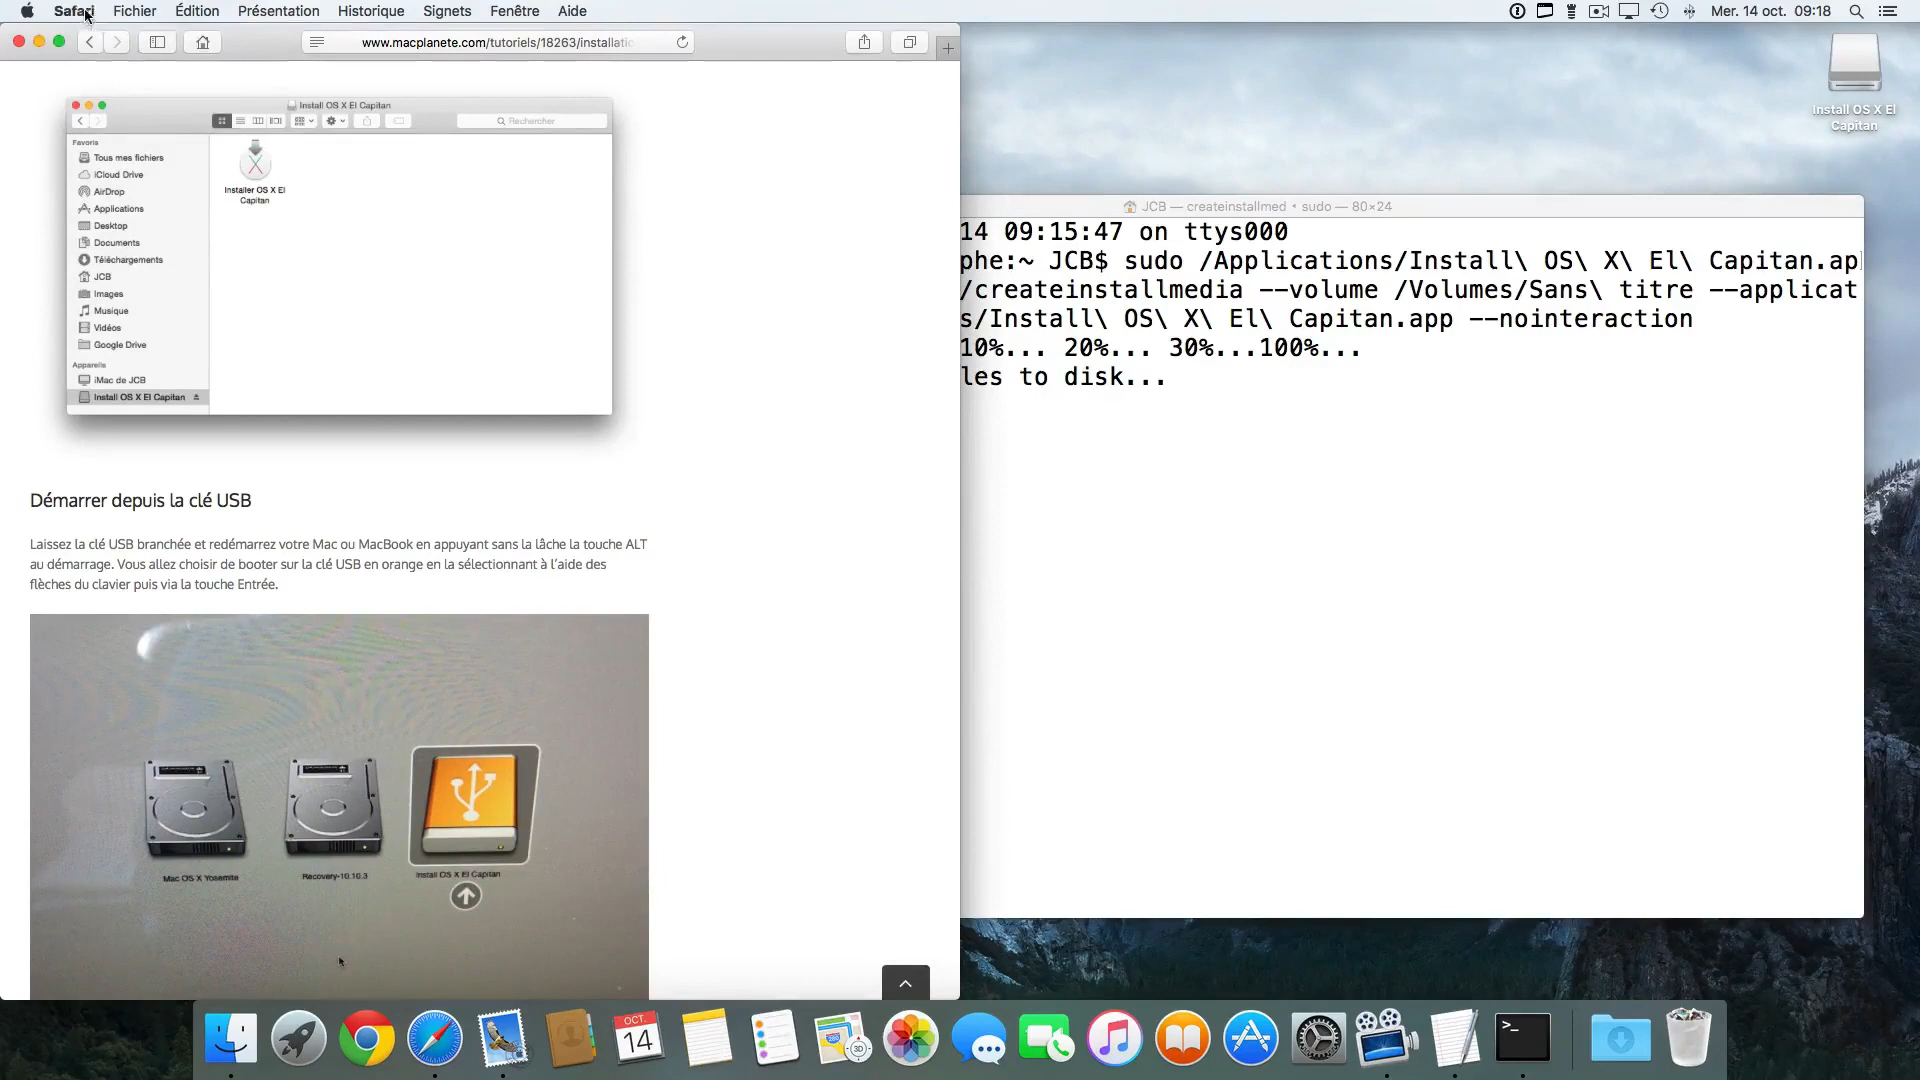 Safari Fichier Édition Présentation Historique Signets Fenêtre Aide
Mer. 14 oct. 09:18
www.macplanete.com/tutoriels/18263/installatio
Install OS X El Capitan
Rechercher
Favoris
Tous mes fichiers
iCloud Drive
AirDrop
Applications
Desktop
Documents
Téléchargements
JCB
Images
Musique
Vidéos
Google Drive
Appareils
iMac de JCB
Install OS X El Capitan
Installer OS X El
Capitan
Démarrer depuis la clé USB
Laissez la clé USB branchée et redémarrez votre Mac ou MacBook en appuyant sans la lâche la touche ALT
au démarrage. Vous allez choisir de booter sur la clé USB en orange en la sélectionnant à l'aide des
flèches du clavier puis via la touche Entrée.
Mac OS X Yosemite
Recovery-10.10.3
Install OS X El Capitan
Install OS X El
Capitan
JCB — createinstallmed • sudo — 80×24
14 09:15:47 on ttys000
phe:~ JCB$ sudo /Applications/Install\ OS\ X\ El\ Capitan.ap
/createinstallmedia --volume /Volumes/Sans\ titre --applicat
s/Install\ OS\ X\ El\ Capitan.app --nointeraction
10%... 20%... 30%...100%...
les to disk...
OCT.
14
280
3D
>_